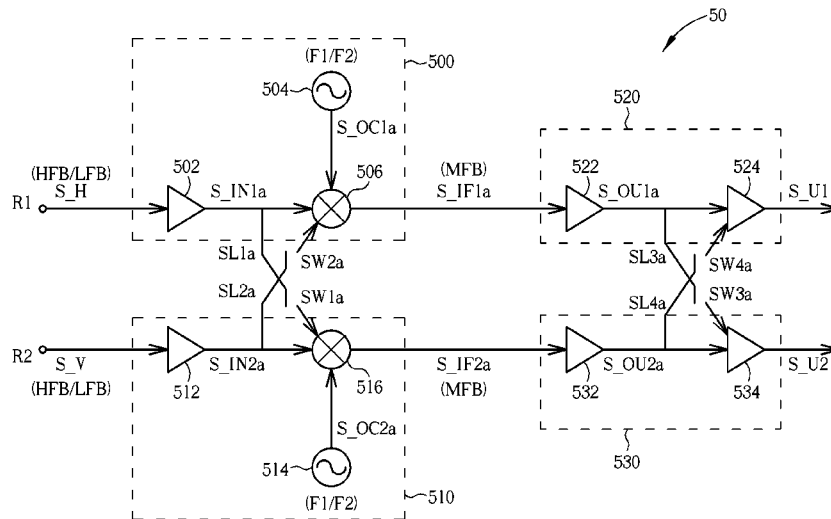 50
(F1/F2)
500
504
520
S_OC1a
(HFB/LFB)
502
(MFB)
522
524
R1
S_H
S_IN1a
506
S_IF1a
S_OU1a
S_U1
SL1a
SW2a
SL3a
SW4a
SL2a
SW1a
SL4a
SW3a
R2
S_V
S_IN2a
S_IF2a
S_OU2a
S_U2
(HFB/LFB)
512
516
(MFB)
532
534
S_OC2a
514
530
(F1/F2)
510